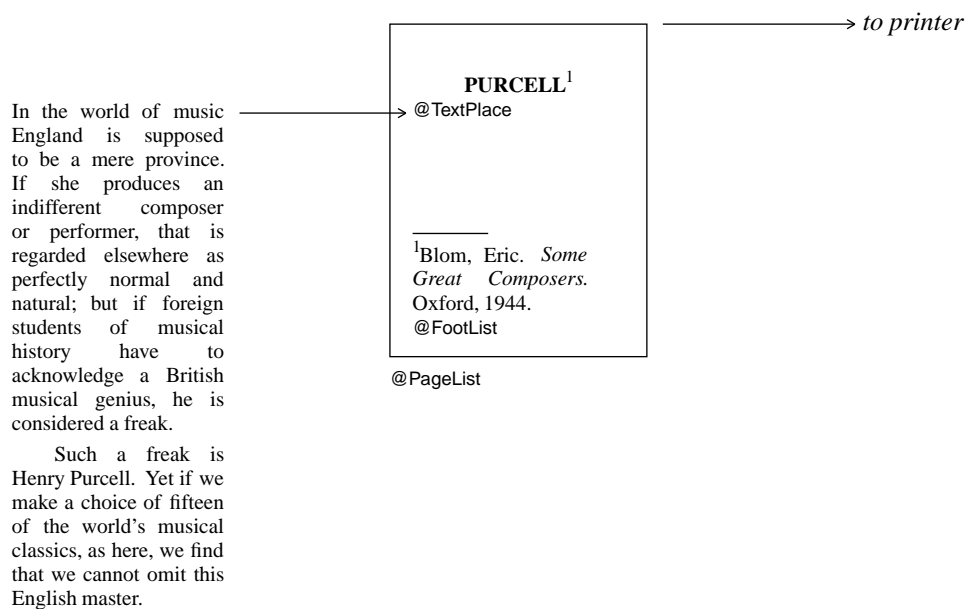 to printer
PURCELL1
@TextPlace
In the world of music
England is supposed
to be a mere province.
If she produces an
indifferent composer
or performer, that is
regarded elsewhere as
perfectly normal and
natural; but if foreign
students of musical
history have to
acknowledge a British
musical genius, he is
considered a freak.
Such a freak is
Henry Purcell. Yet if we
make a choice of fifteen
of the world's musical
classics, as here, we find
that we cannot omit this
English master.
1Blom, Eric. Some
Great Composers.
Oxford, 1944.
@FootList
@PageList